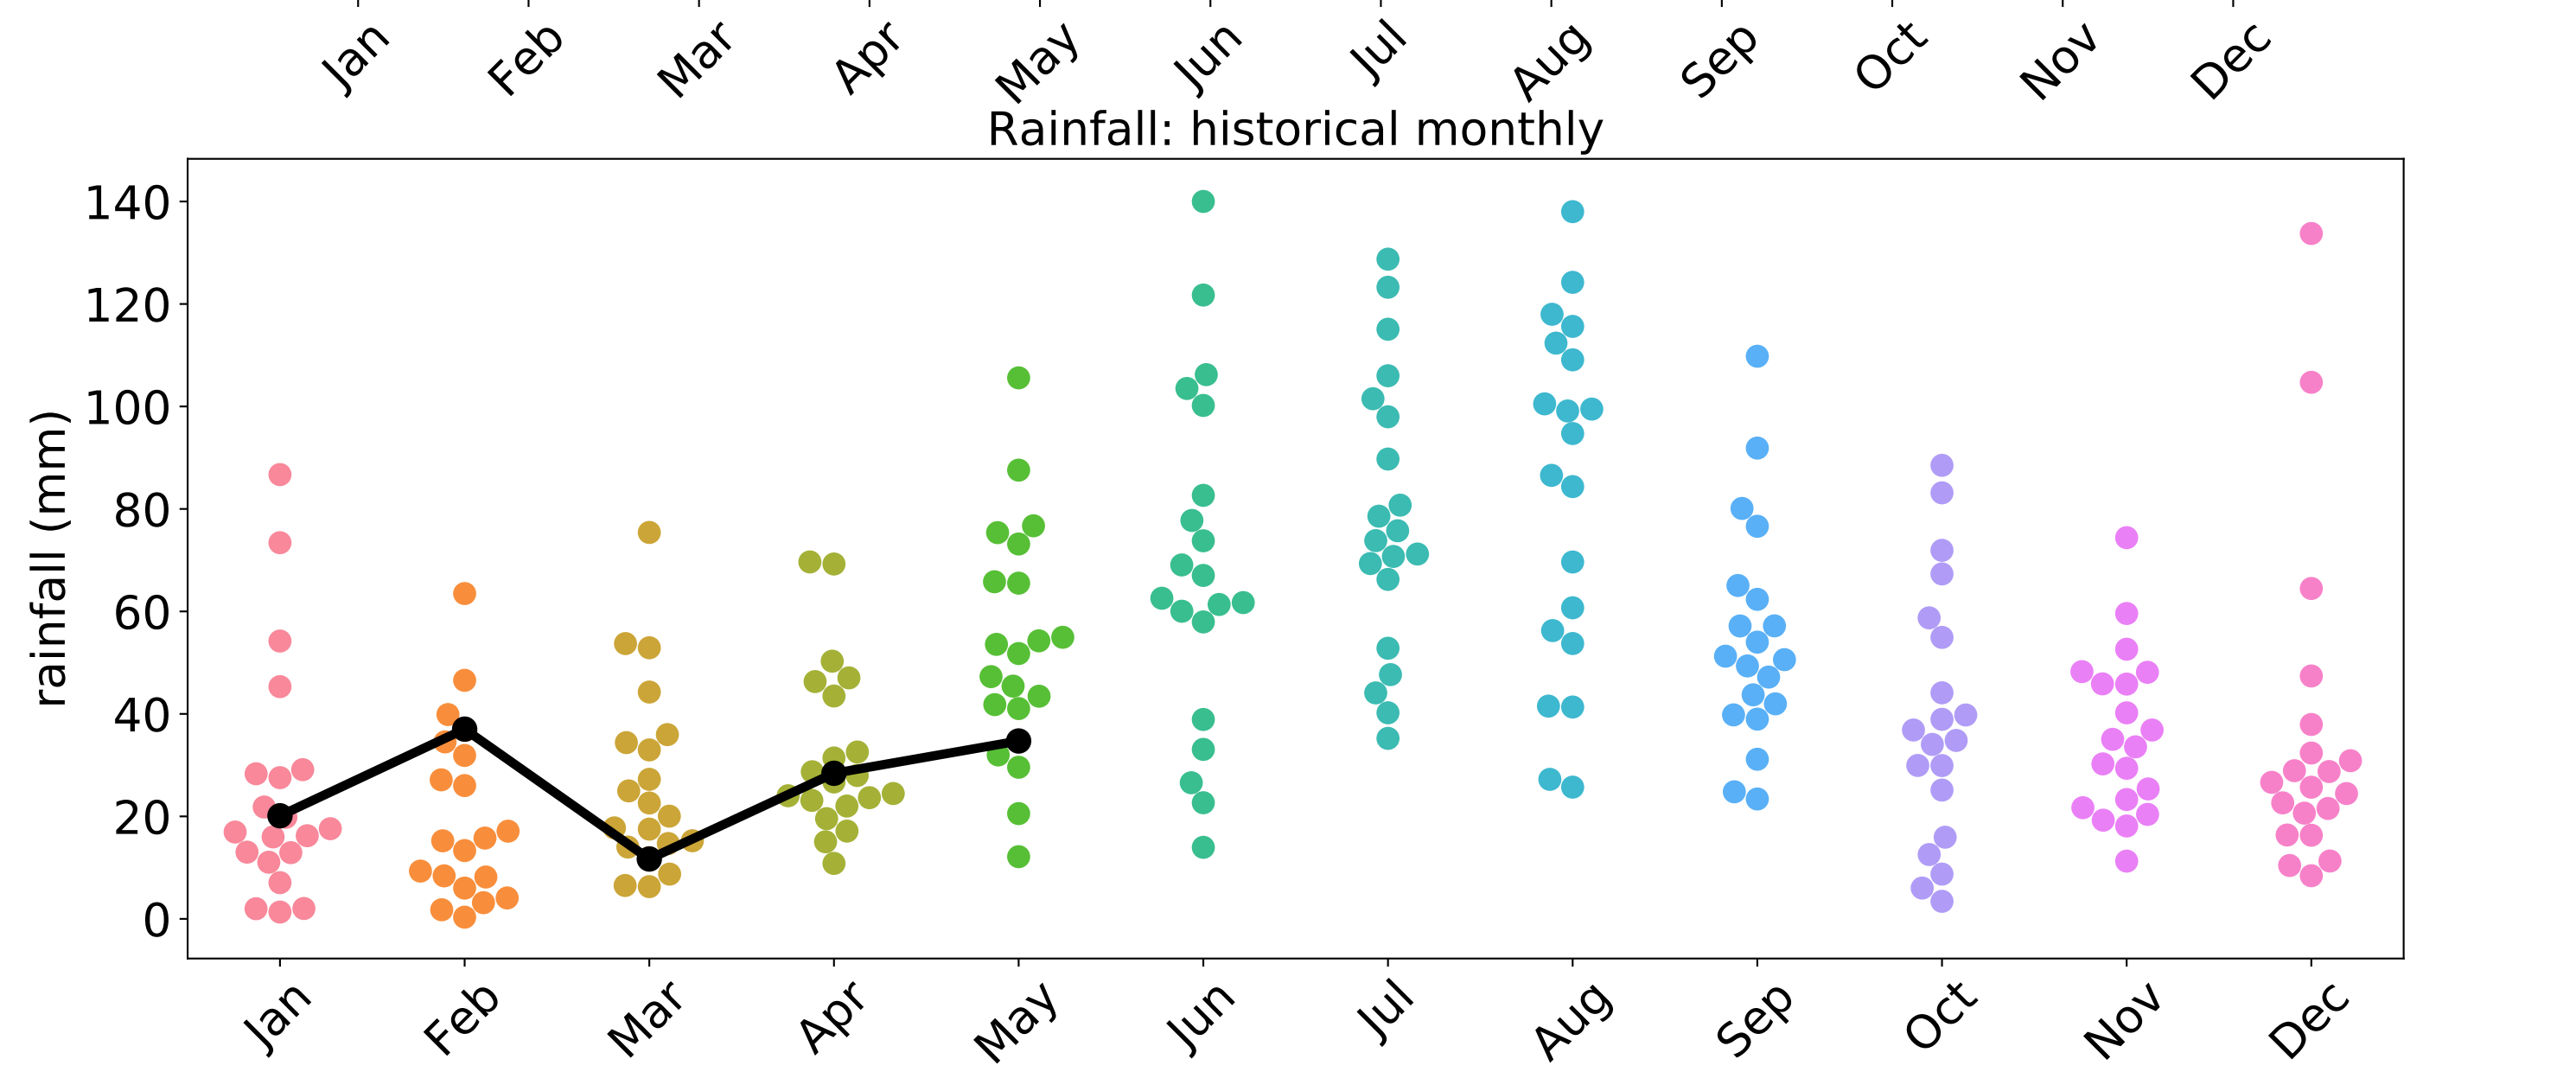 Jan Feb Mar Apr May Jun Jul Aug Sep Oct Nov Dec
Rainfall: historical monthly
rainfall (mm)
140
120
100
80
60
40
20
0
Jan Feb Mar Apr May Jun Jul Aug Sep Oct Nov Dec